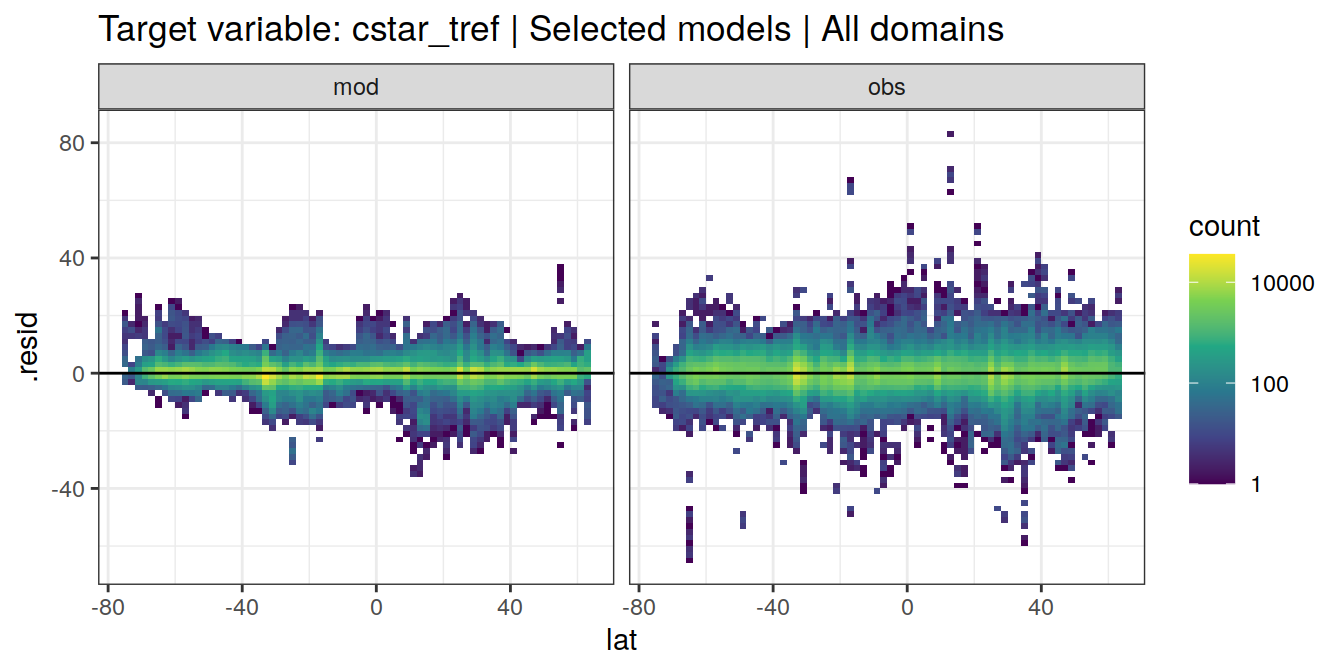 Target variable: cstar_tref | Selected models | All domains
mod
obs
80
40
0
-40
.resid
-80
-40
0
40
-80
-40
0
40
lat
count
10000
100
1